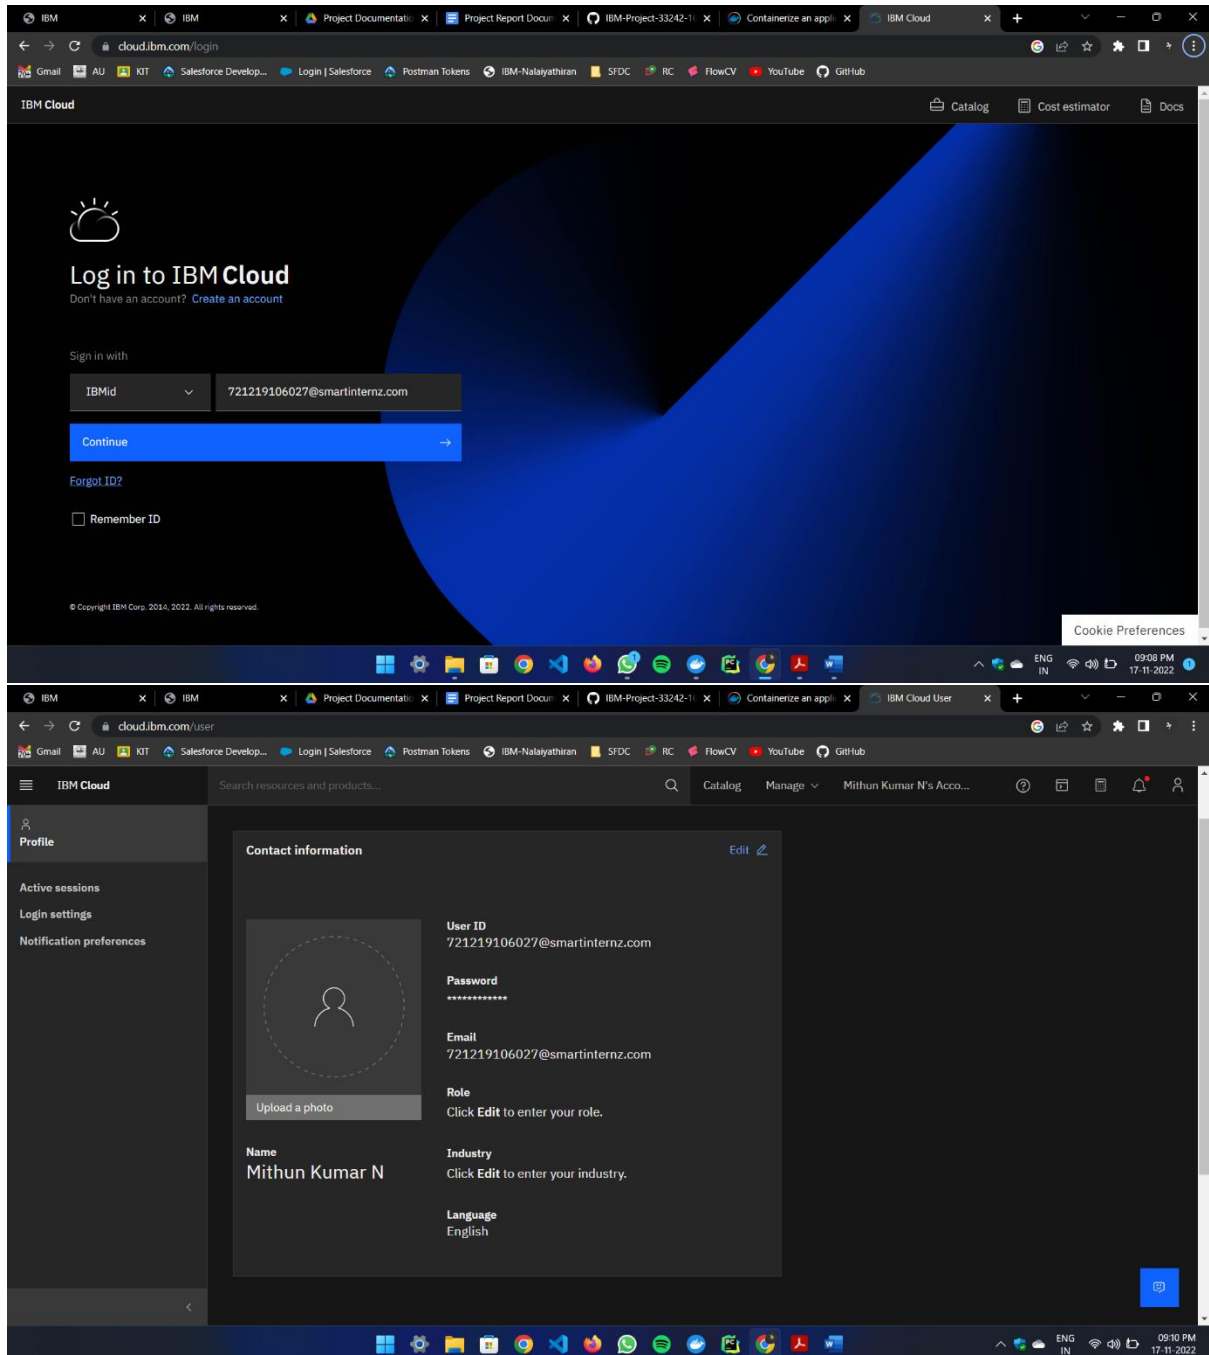 IBM IBM Project Documentatio Project Report Docum IBM-Project-33242-1 Containerize an appli IBM Cloud
cloud.ibm.com/login
Gmail AU KIT Salesforce Develop... Login | Salesforce Postman Tokens IBM-Nalaiyathiran SFDC RC FlowCV YouTube GitHub
IBM Cloud Catalog Cost estimator Docs
Log in to IBM Cloud
Don't have an account? Create an account
Sign in with
IBMid 721219106027@smartinternz.com
Continue
Forgot ID?
Remember ID
© Copyright IBM Corp. 2014, 2022. All rights reserved.
Cookie Preferences
ENG 09:08 PM
IN 17-11-2022 1
IBM IBM Project Documentatio Project Report Docum IBM-Project-33242-1 Containerize an appli IBM Cloud User
cloud.ibm.com/user
Gmail AU KIT Salesforce Develop... Login | Salesforce Postman Tokens IBM-Nalaiyathiran SFDC RC FlowCV YouTube GitHub
IBM Cloud Search resources and products... Catalog Manage Mithun Kumar N's Acco...
Profile
Contact information Edit
Active sessions
Login settings
Notification preferences
User ID
721219106027@smartinternz.com
Password
************
Email
721219106027@smartinternz.com
Role
Upload a photo Click Edit to enter your role.
Name Industry
Mithun Kumar N Click Edit to enter your industry.
Language
English
ENG 09:10 PM
IN 17-11-2022